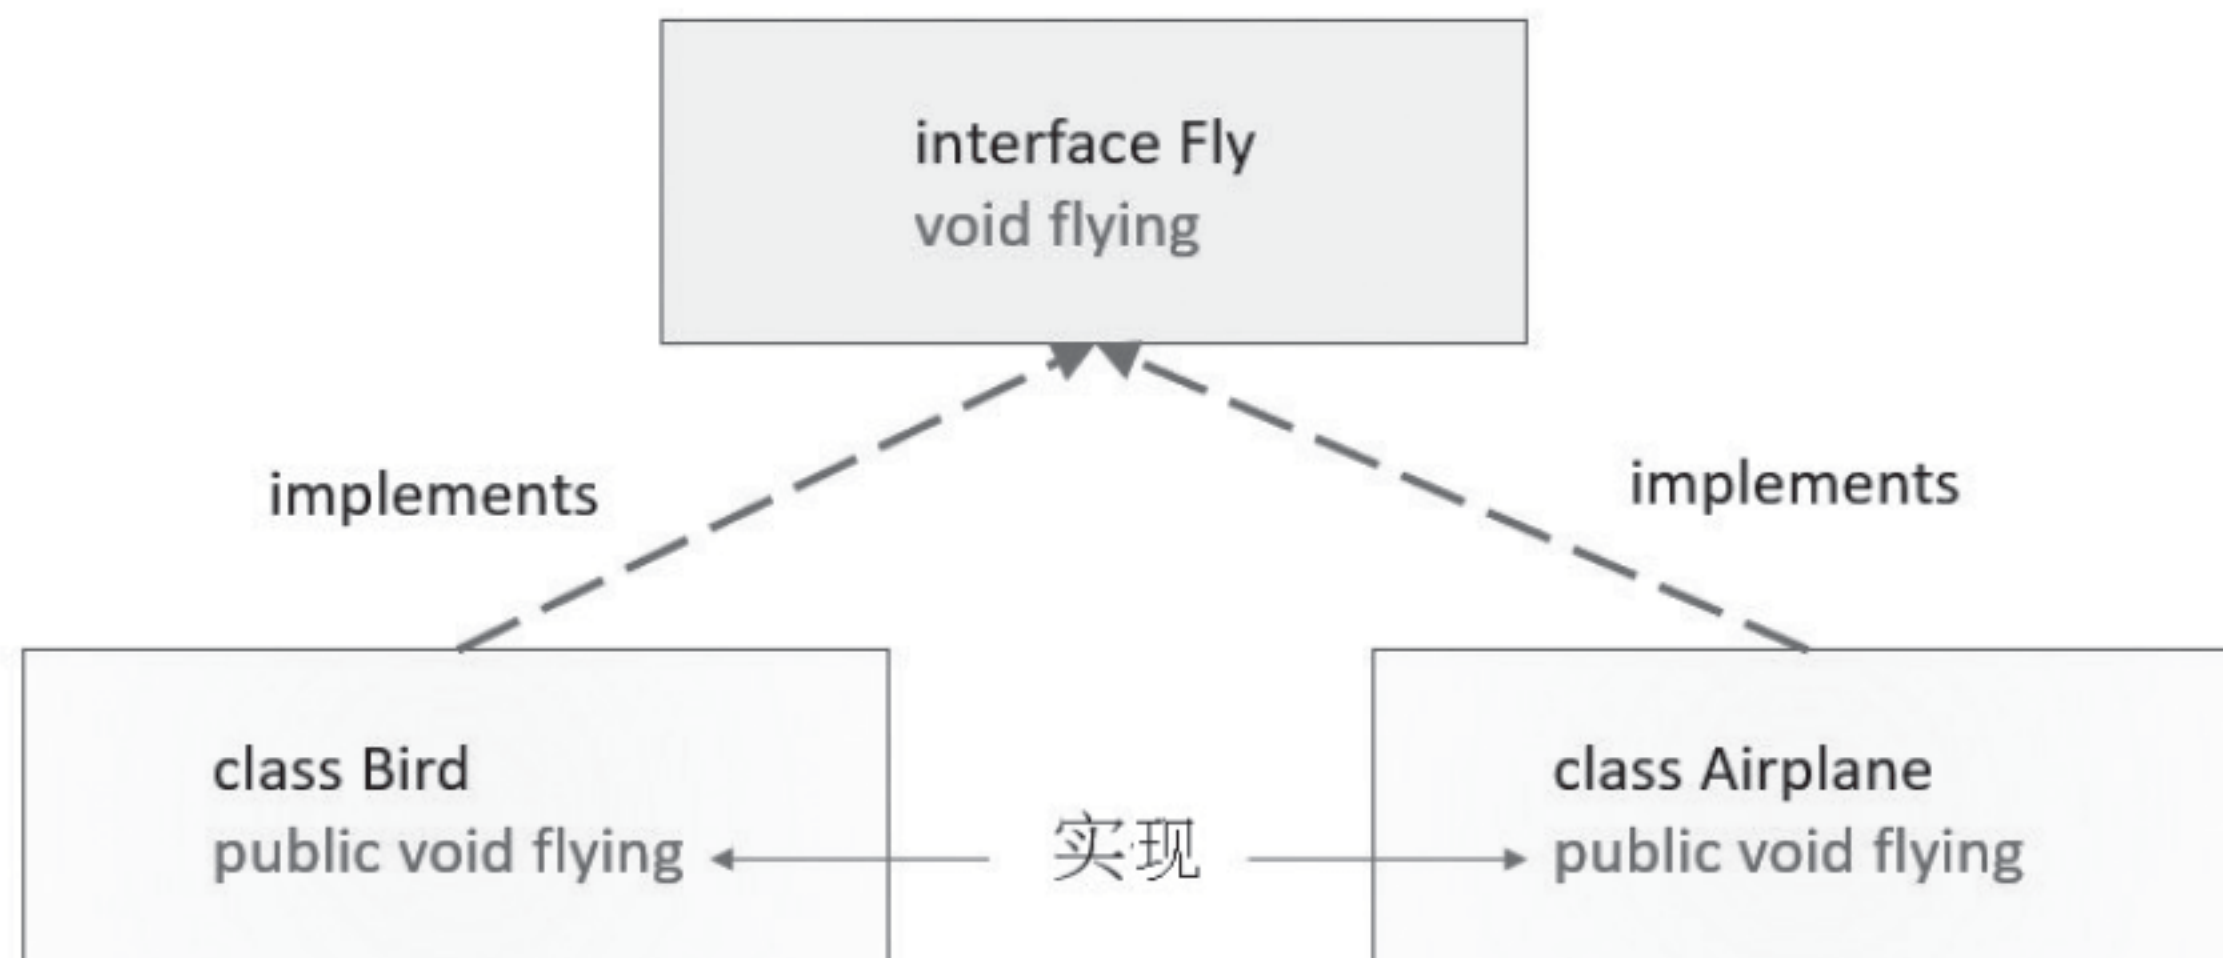 interface Fly
void flying
implements
implements
class Bird
public void flying
实现
class Airplane
public void flying